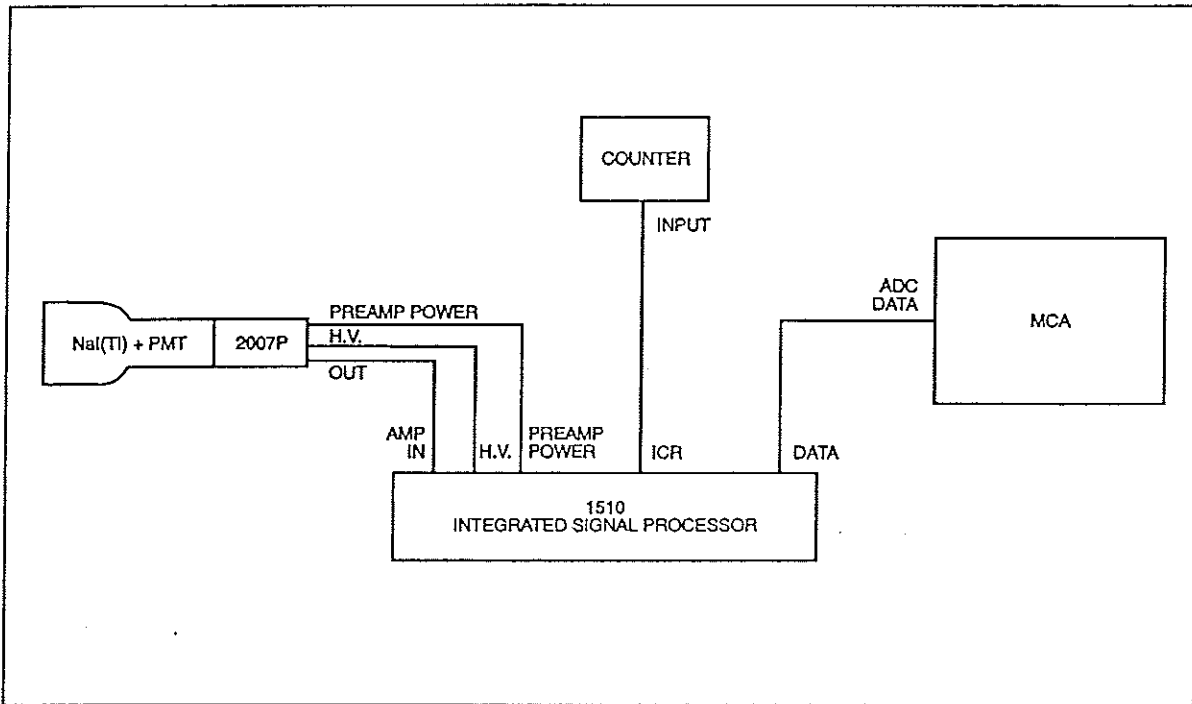 COUNTER
INPUT
ADC
DATA
MCA
PREAMP POWER
NaI(Tl) + PMT
2007P
H.V.
OUT
AMP
IN
H.V.
PREAMP
POWER
ICR
DATA
1510
INTEGRATED SIGNAL PROCESSOR